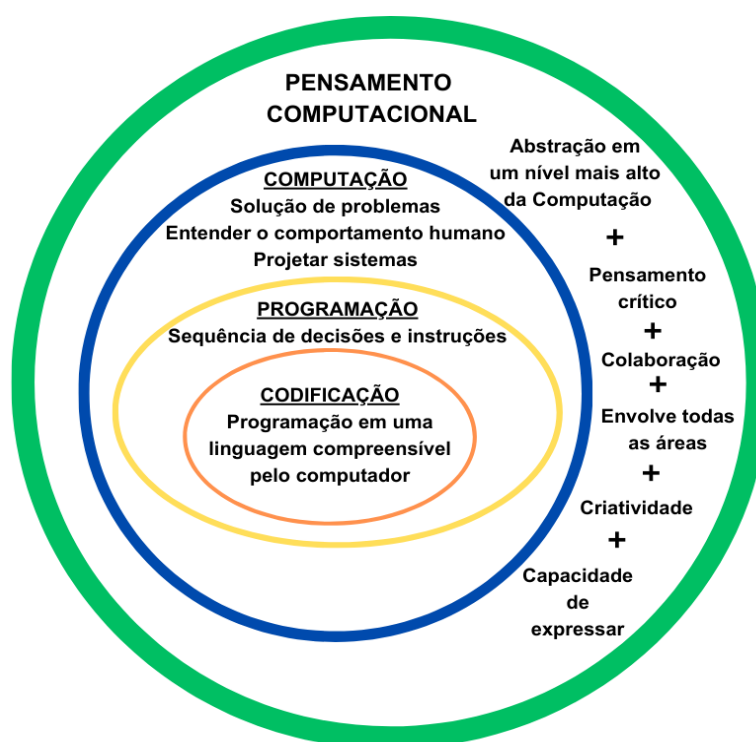 PENSAMENTO
COMPUTACIONAL
COMPUTAÇÃO
Solução de problemas
Entender o comportamento humano
Projetar sistemas
PROGRAMAÇÃO
Sequência de decisões e instruções
CODIFICAÇÃO
Programação em uma
linguagem compreensível
pelo computador
Abstração em
um nível mais alto
da Computação
+
Pensamento
crítico
+
Colaboração
+
Envolve todas
as áreas
+
Criatividade
+
Capacidade
de
expressar